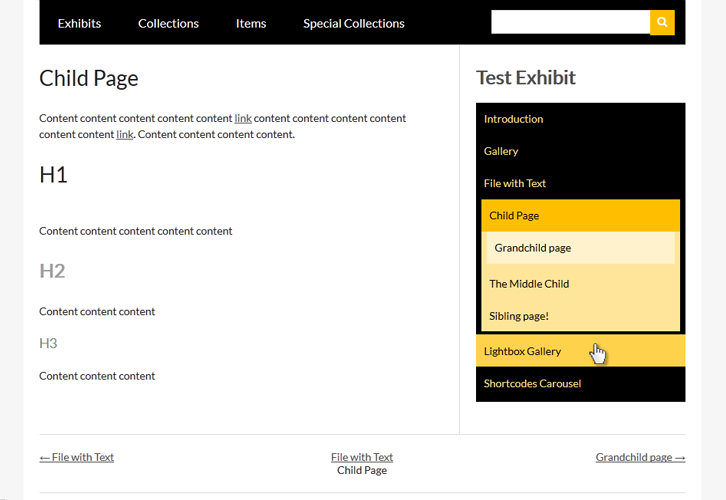 Exhibits Collections Items Special Collections
Child Page
Content content content content content link content content content content
content content link. Content content content content.
H1
Content content content content content
H2
Content content content
H3
Content content content
Test Exhibit
Introduction
Gallery
File with Text
Child Page
Grandchild page
The Middle Child
Sibling page!
Lightbox Gallery
Shortcodes Carousel
← File with Text
File with Text
Child Page
Grandchild page →